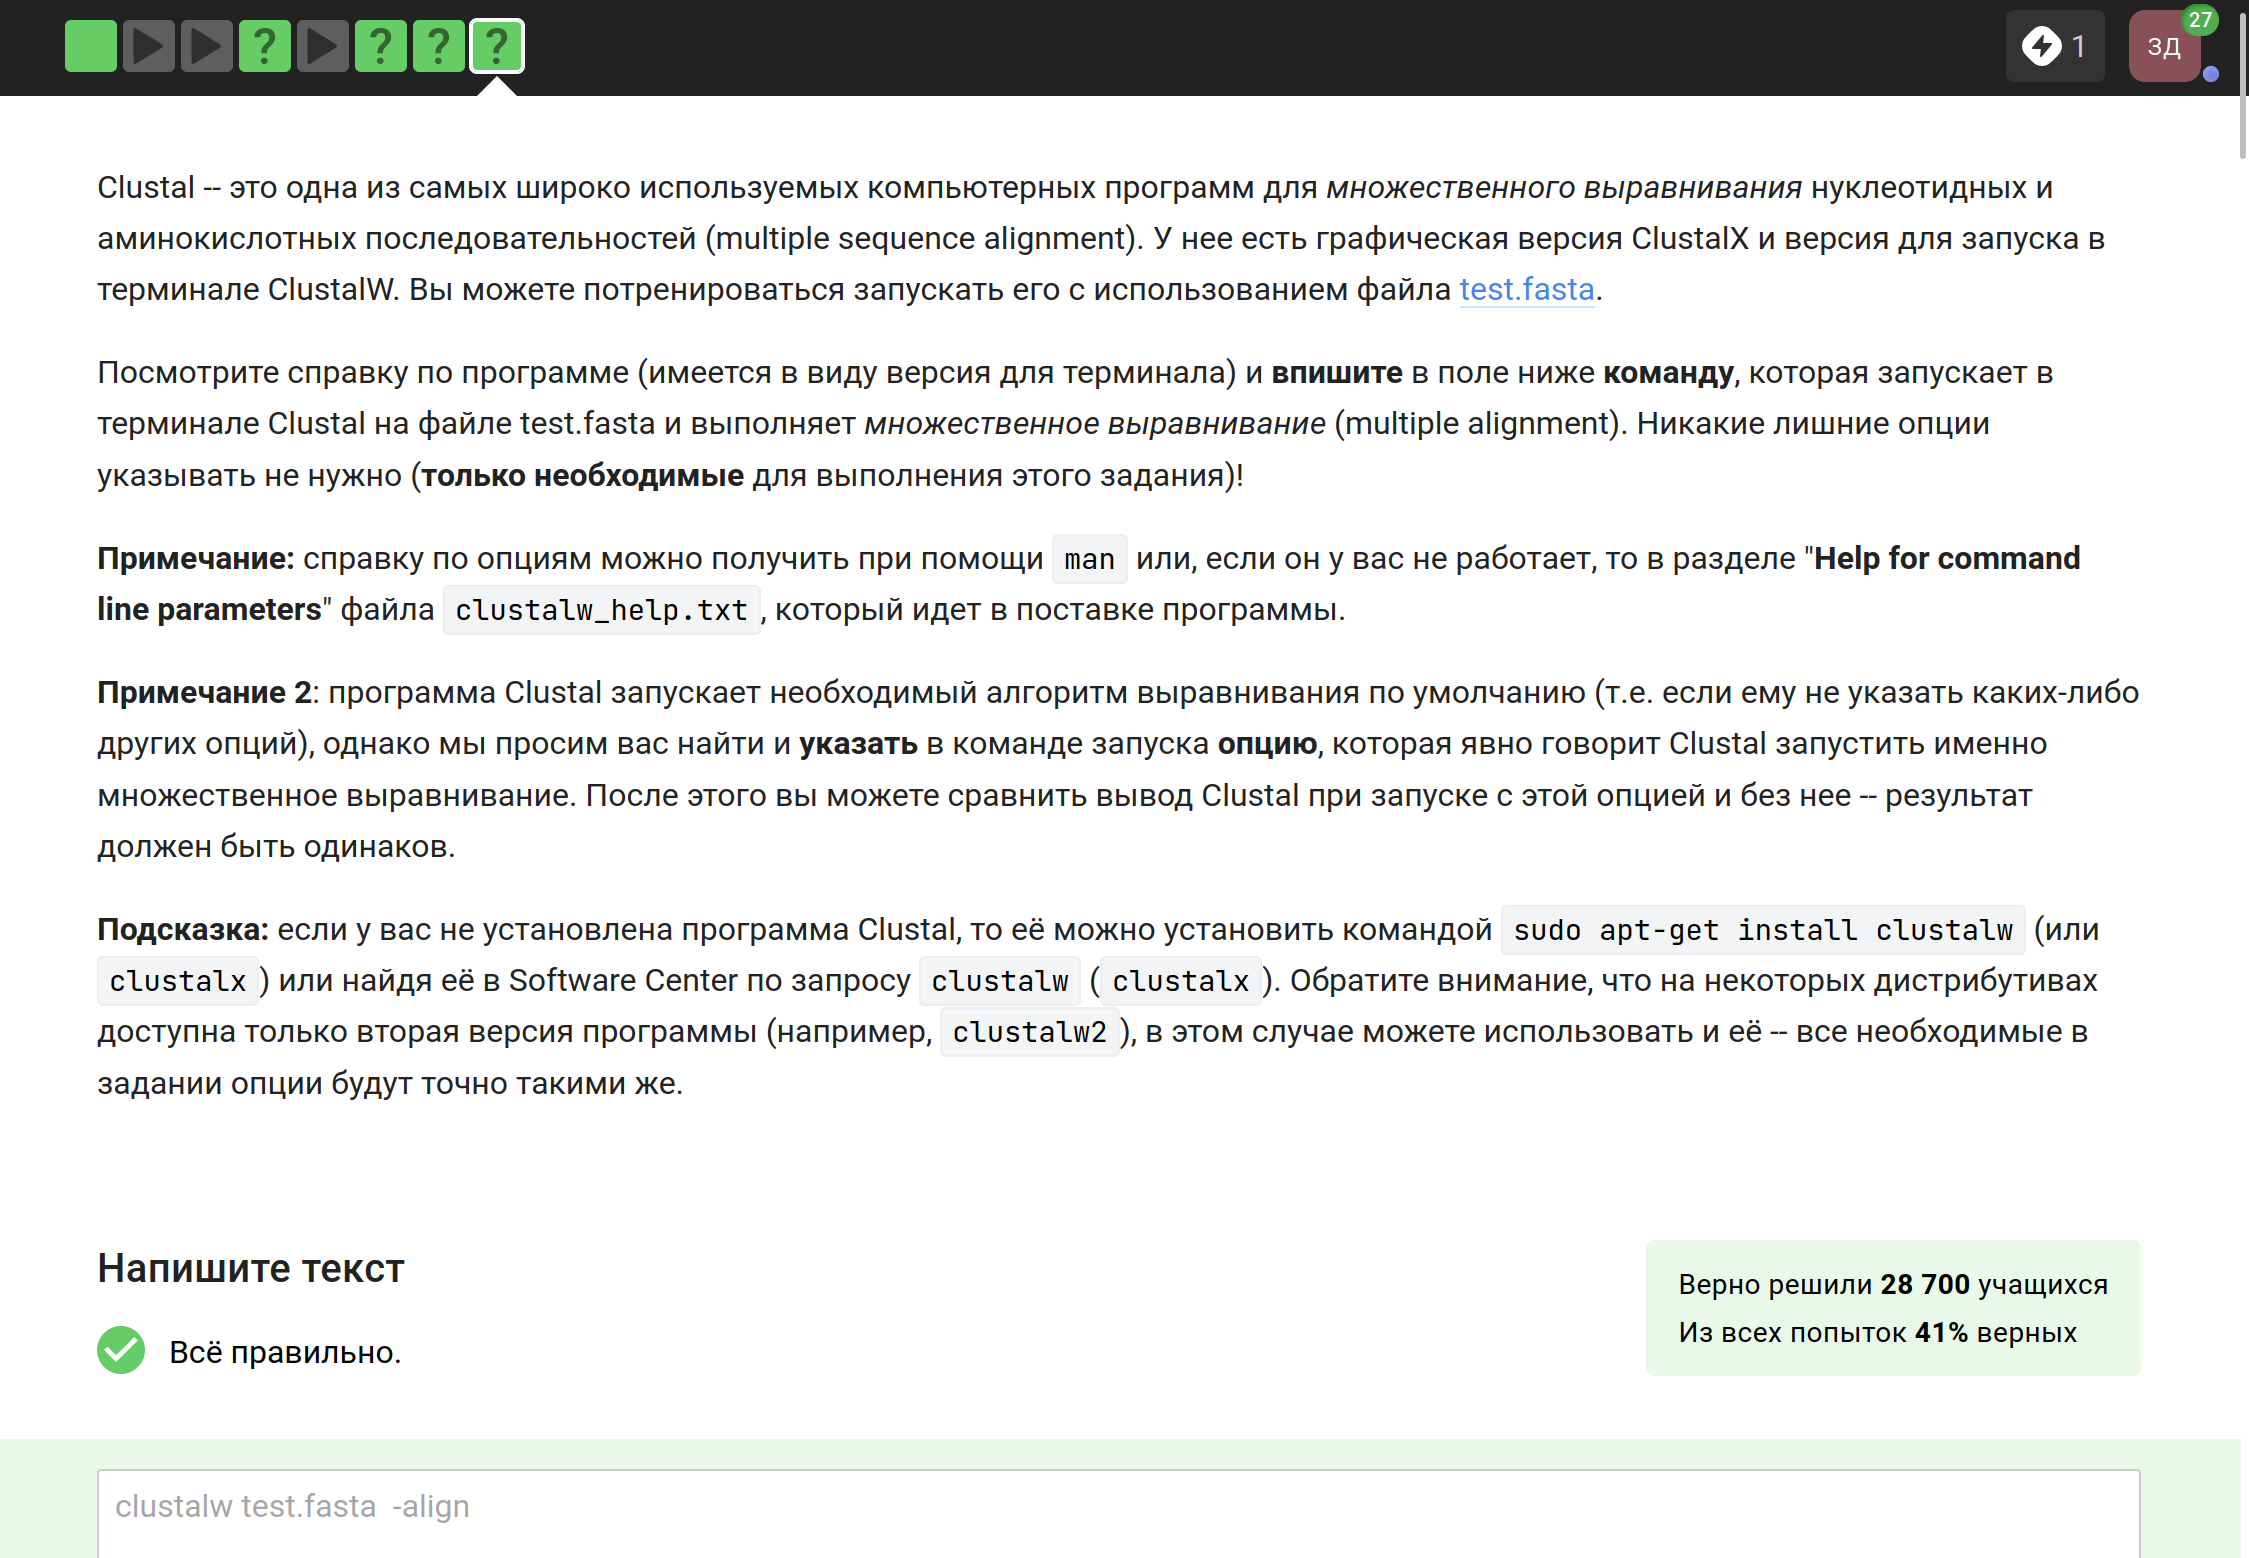 ? ? ? ?
1
ЗД
27
Clustal -- это одна из самых широко используемых компьютерных программ для множественного выравнивания нуклеотидных и
аминокислотных последовательностей (multiple sequence alignment). У нее есть графическая версия ClustalX и версия для запуска в
терминале ClustalW. Вы можете потренироваться запускать его с использованием файла test.fasta.
Посмотрите справку по программе (имеется в виду версия для терминала) и впишите в поле ниже команду, которая запускает в
терминале Clustal на файле test.fasta и выполняет множественное выравнивание (multiple alignment). Никакие лишние опции
указывать не нужно (только необходимые для выполнения этого задания)!
Примечание: справку по опциям можно получить при помощи man или, если он у вас не работает, то в разделе "Help for command
line parameters" файла clustalw_help.txt, который идет в поставке программы.
Примечание 2: программа Clustal запускает необходимый алгоритм выравнивания по умолчанию (т.е. если ему не указать каких-либо
других опций), однако мы просим вас найти и указать в команде запуска опцию, которая явно говорит Clustal запустить именно
множественное выравнивание. После этого вы можете сравнить вывод Clustal при запуске с этой опцией и без нее -- результат
должен быть одинаков.
Подсказка: если у вас не установлена программа Clustal, то её можно установить командой sudo apt-get install clustalw (или
clustalx) или найдя её в Software Center по запросу clustalw (clustalx). Обратите внимание, что на некоторых дистрибутивах
доступна только вторая версия программы (например, clustalw2), в этом случае можете использовать и её -- все необходимые в
задании опции будут точно такими же.
Напишите текст
Всё правильно.
Верно решили 28 700 учащихся
Из всех попыток 41% верных
clustalw test.fasta  -align